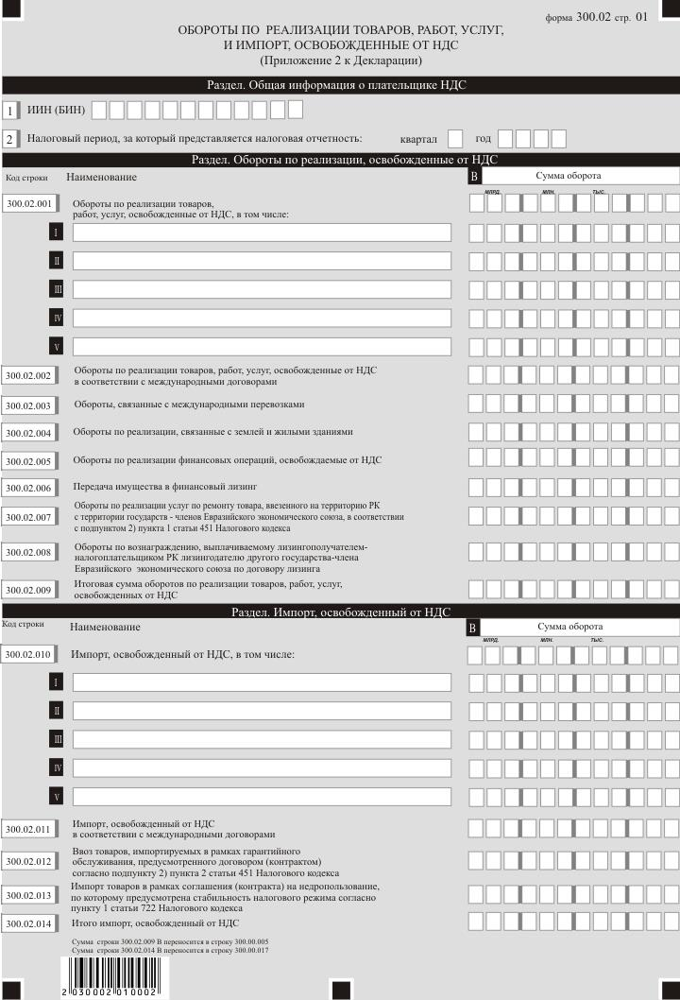 форма 300.02 стр. 01
ОБОРОТЫ ПО РЕАЛИЗАЦИИ ТОВАРОВ, РАБОТ, УСЛУГ,
И ИМПОРТ, ОСВОБОЖДЕННЫЕ ОТ НДС
(Приложение 2 к Декларации)
Раздел. Общая информация о плательщике НДС
1 ИИН (БИН)
2 Налоговый период, за который представляется налоговая отчетность: квартал год
Раздел. Обороты по реализации, освобожденные от НДС
Код строки Наименование B Сумма оборота
МЛРД. МЛН. ТЫС.
300.02.001 Обороты по реализации товаров,
работ, услуг, освобожденные от НДС, в том числе:
I
II
III
IV
V
300.02.002 Обороты по реализации товаров, работ, услуг, освобожденные от НДС
в соответствии с международными договорами
300.02.003 Обороты, связанные с международными перевозками
300.02.004 Обороты по реализации, связанные с землей и жилыми зданиями
300.02.005 Обороты по реализации финансовых операций, освобождаемые от НДС
300.02.006 Передача имущества в финансовый лизинг
300.02.007 Обороты по реализации услуг по ремонту товара, ввезенного на территорию РК
с территории государств - членов Евразийского экономического союза, в соответствии
с подпунктом 2) пункта 1 статьи 451 Налогового кодекса
300.02.008 Обороты по вознаграждению, выплачиваемому лизингополучателем-
налогоплательщиком РК лизингодателю другого государства-члена
Евразийского экономического союза по договору лизинга
300.02.009 Итоговая сумма оборотов по реализации товаров, работ, услуг,
освобожденных от НДС
Раздел. Импорт, освобожденный от НДС
Код строки Наименование B Сумма оборота
МЛРД. МЛН. ТЫС.
300.02.010 Импорт, освобожденный от НДС, в том числе:
I
II
III
IV
V
300.02.011 Импорт, освобожденный от НДС
в соответствии с международными договорами
300.02.012 Ввоз товаров, импортируемых в рамках гарантийного
обслуживания, предусмотренного договором (контрактом)
согласно подпункту 2) пункта 2 статьи 451 Налогового кодекса
300.02.013 Импорт товаров в рамках соглашения (контракта) на недропользование,
по которому предусмотрена стабильность налогового режима согласно
пункту 1 статьи 722 Налогового кодекса
300.02.014 Итого импорт, освобожденный от НДС
Сумма строки 300.02.009 В переносится в строку 300.00.005
Сумма строки 300.02.014 В переносится в строку 300.00.017
2 030002 010002